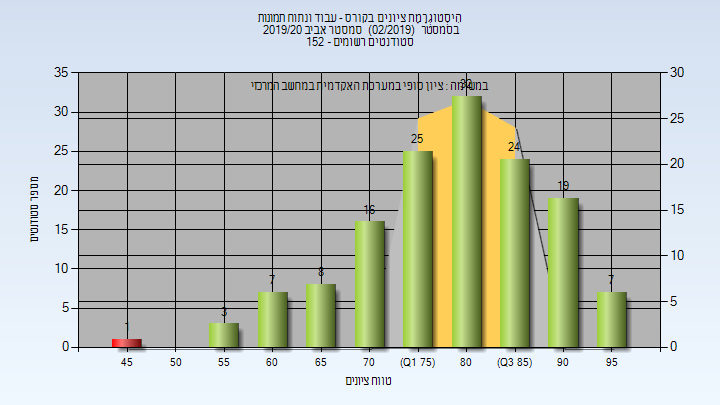 היסטוגרמת ציונים בקורס - עבוד ונתוח תמונות
בסמסטר (02/2019) סמסטר אביב 2019/20
סטודנטים רשומים - 152
במשימה : ציון סופי במערכת האקדמית במחשב המרכזי
מספר סטודנטים
35 30 25 20 15 10 5 0
30 25 20 15 10 5 0
1 3 7 8 16 25 32 24 19 7
45 50 55 60 65 70 (Q1 75) 80 (Q3 85) 90 95
טווח ציונים